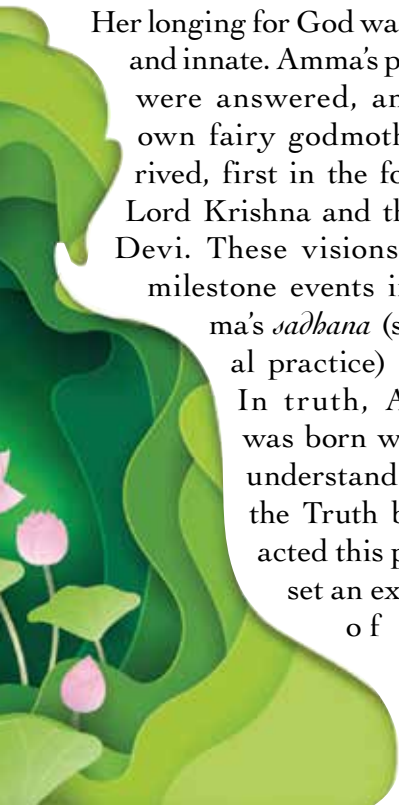 Her longing for God wa
and innate. Amma's p
were answered, an
own fairy godmoth
rived, first in the fo
Lord Krishna and th
Devi. These visions
milestone events i
ma's sadhana (s
al practice)
In truth, A
was born w
understand
the Truth b
acted this p
set an ex
of